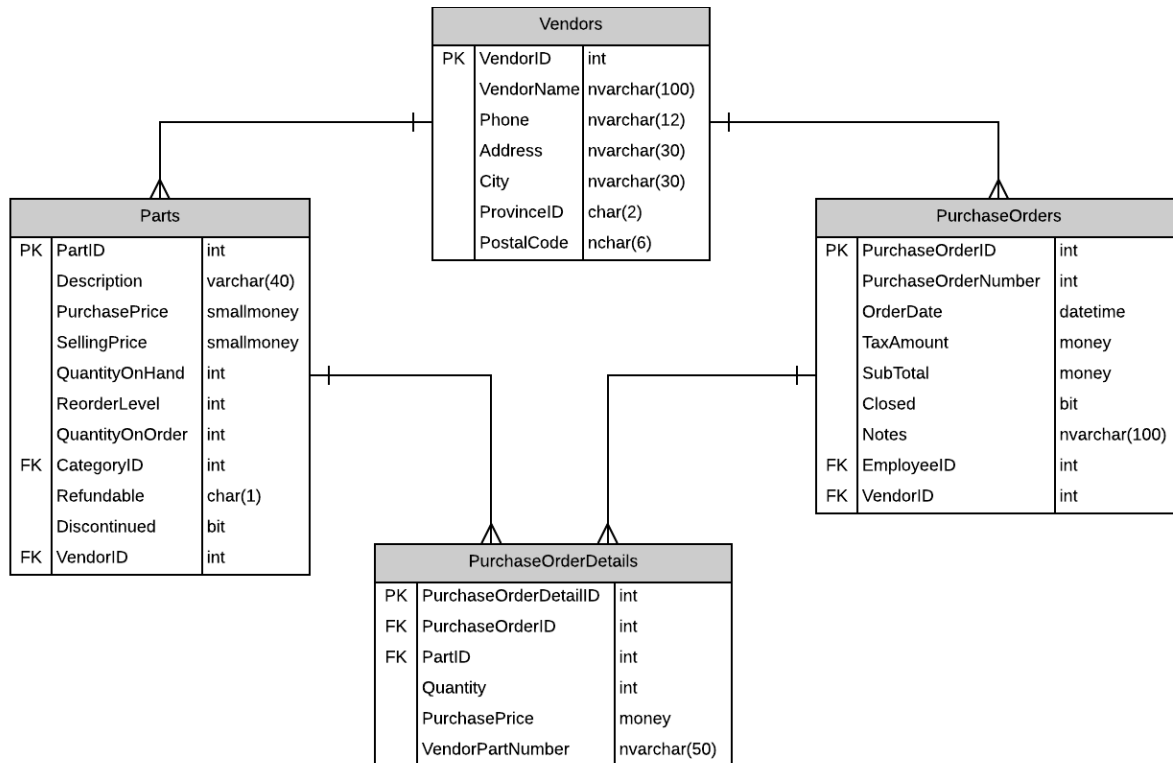 Vendors
PK VendorID int
VendorName nvarchar(100)
Phone nvarchar(12)
Address nvarchar(30)
City nvarchar(30)
ProvinceID char(2)
PostalCode nchar(6)
Parts
PK PartID int
Description varchar(40)
PurchasePrice smallmoney
SellingPrice smallmoney
QuantityOnHand int
ReorderLevel int
QuantityOnOrder int
FK CategoryID int
Refundable char(1)
Discontinued bit
FK VendorID int
PurchaseOrders
PK PurchaseOrderID int
PurchaseOrderNumber int
OrderDate datetime
TaxAmount money
SubTotal money
Closed bit
Notes nvarchar(100)
FK EmployeeID int
FK VendorID int
PurchaseOrderDetails
PK PurchaseOrderDetailID int
FK PurchaseOrderID int
FK PartID int
Quantity int
PurchasePrice money
VendorPartNumber nvarchar(50)